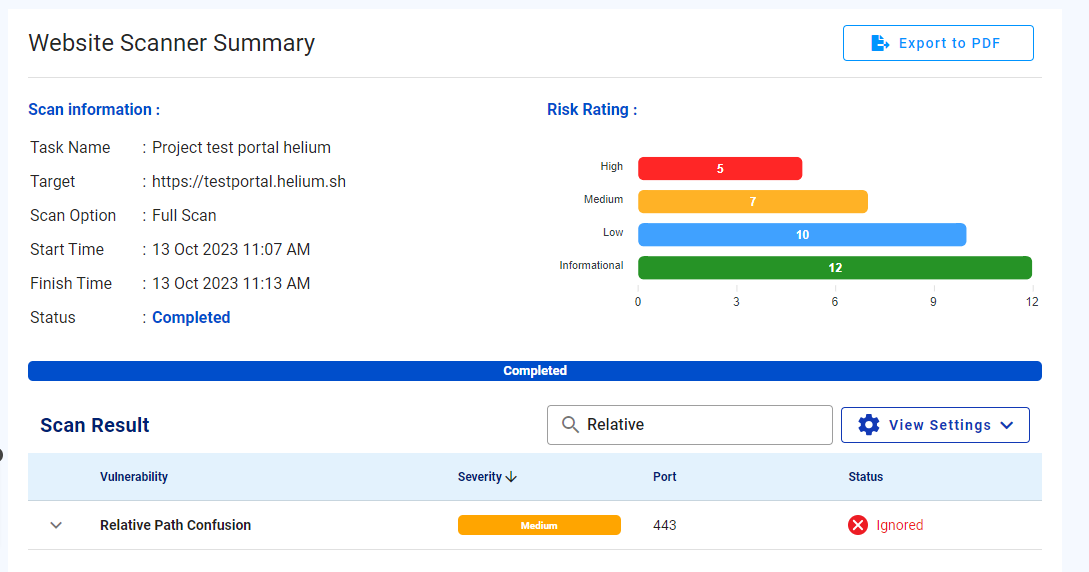 Website Scanner Summary
Export to PDF
Scan information :
Task Name : Project test portal helium
Target : https://testportal.helium.sh
Scan Option : Full Scan
Start Time : 13 Oct 2023 11:07 AM
Finish Time : 13 Oct 2023 11:13 AM
Status : Completed
Risk Rating :
High 5
Medium 7
Low 10
Informational 12
0 3 6 9 12
Completed
Scan Result
Relative
View Settings
Vulnerability Severity Port Status
Relative Path Confusion Medium 443 Ignored